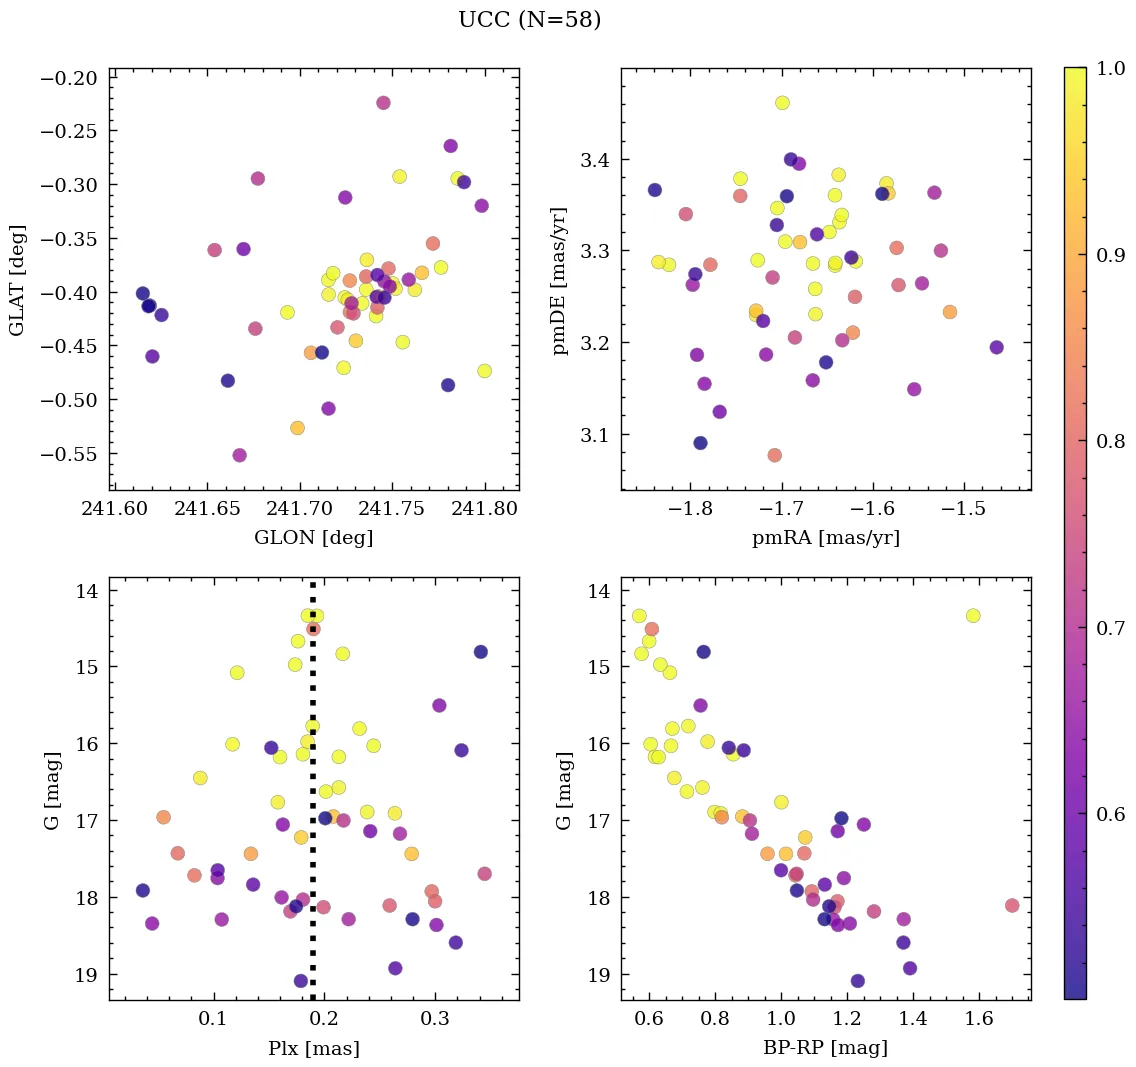 UCC (N=58)
−0.20
−0.25
−0.30
−0.35
−0.40
−0.45
−0.50
−0.55
GLAT [deg]
241.60 241.65 241.70 241.75 241.80
GLON [deg]
3.4
3.3
3.2
3.1
pmDE [mas/yr]
−1.8 −1.7 −1.6 −1.5
pmRA [mas/yr]
14
15
16
17
18
19
G [mag]
0.1 0.2 0.3
Plx [mas]
14
15
16
17
18
19
G [mag]
0.6 0.8 1.0 1.2 1.4 1.6
BP-RP [mag]
1.0
0.9
0.8
0.7
0.6